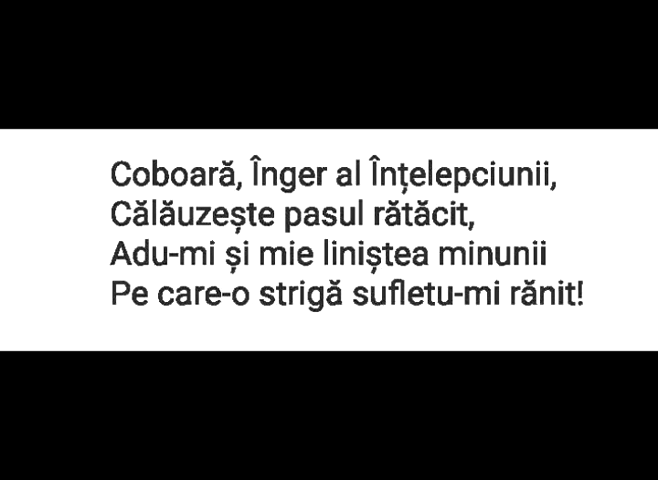 Coboară, Înger al Înțelepciunii,
Călăuzește pasul rătăcit,
Adu-mi și mie liniștea minunii
Pe care-o strigă sufletu-mi rănit!